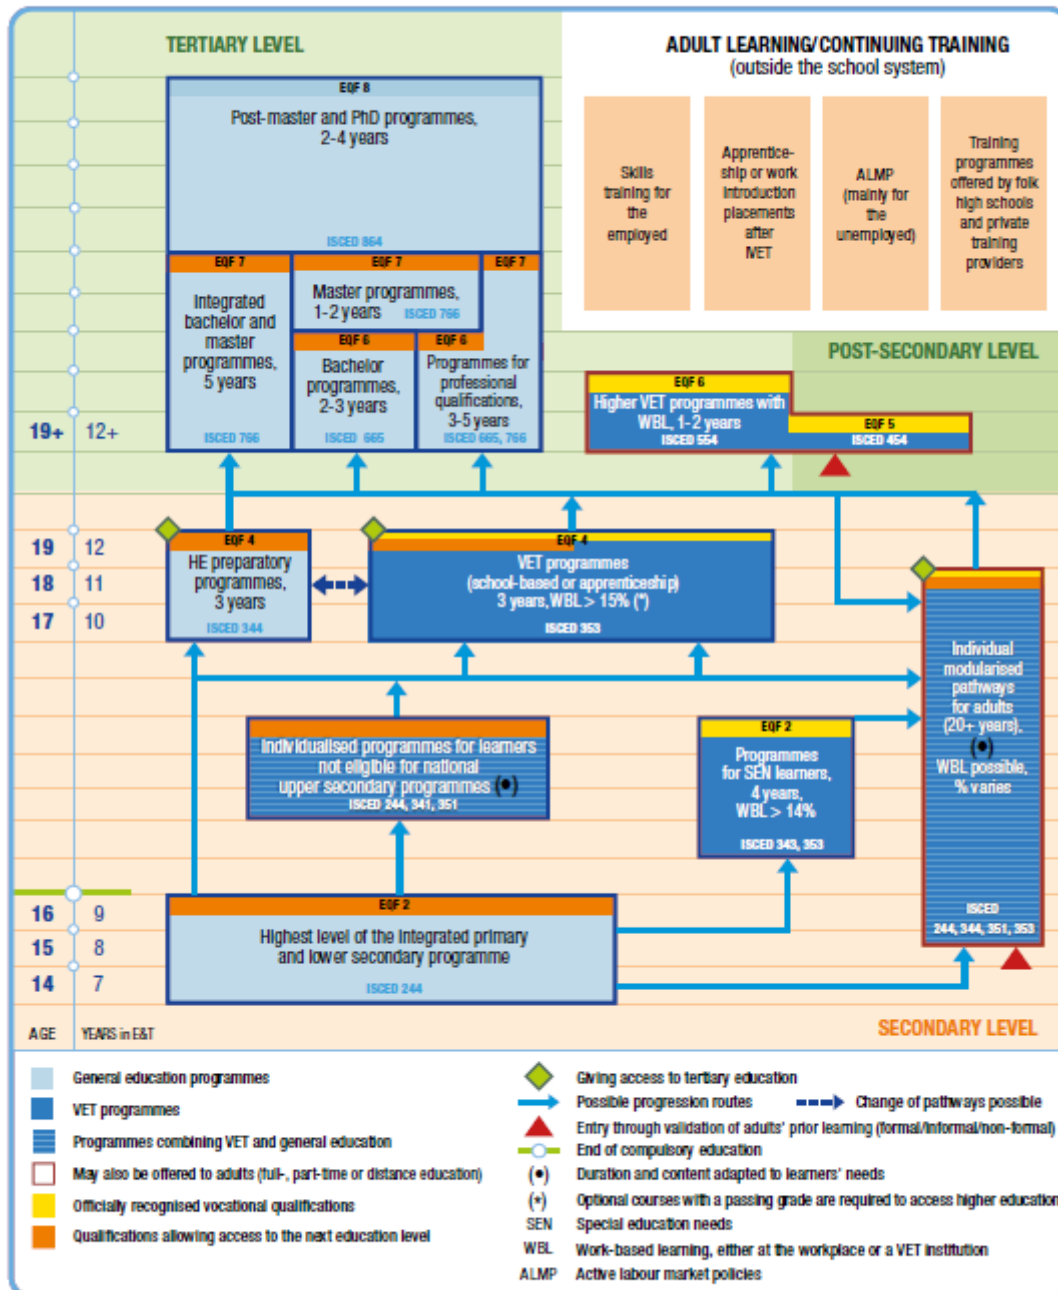 TERTIARY LEVEL
ADULT LEARNING/CONTINUING TRAINING
(outside the school system)
EQF 8
Post-master and PhD programmes,
2-4 years
ISCED 864
Skills
training for
the
employed
Apprentice-
ship or work
introduction
placements
after
IVET
ALMP
(mainly for
the
unemployed)
Training
programmes
offered by folk
high schools
and private
training
providers
EQF 7
Integrated
bachelor and
master
programmes,
5 years
ISCED 766
EQF 7
Master programmes,
1-2 years ISCED 766
EQF 7
EQF 6
Bachelor
programmes,
2-3 years
ISCED 665
EQF 6
Programmes for
professional
qualifications,
3-5 years
ISCED 665, 766
POST-SECONDARY LEVEL
EQF 6
Higher VET programmes with
WBL, 1-2 years
ISCED 554
EQF 5
ISCED 454
19+ 12+
19 12
18 11
17 10
EQF 4
HE preparatory
programmes,
3 years
ISCED 344
EQF 4
VET programmes
(school-based or apprenticeship)
3 years, WBL > 15% (*)
ISCED 353
Individual
modularised
pathways
for adults
(20+ years),
(●)
WBL possible,
% varies
ISCED
244, 344, 351, 353
Individualised programmes for learners
not eligible for national
upper secondary programmes (●)
ISCED 244, 341, 351
EQF 2
Programmes
for SEN learners,
4 years,
WBL > 14%
ISCED 343, 353
16 9
15 8
14 7
EQF 2
Highest level of the integrated primary
and lower secondary programme
ISCED 244
AGE YEARS in E&T
SECONDARY LEVEL
General education programmes
VET programmes
Programmes combining VET and general education
May also be offered to adults (full-, part-time or distance education)
Officially recognised vocational qualifications
Qualifications allowing access to the next education level
Giving access to tertiary education
Possible progression routes
Change of pathways possible
Entry through validation of adults' prior learning (formal/informal/non-formal)
End of compulsory education
(●) Duration and content adapted to learners' needs
(*) Optional courses with a passing grade are required to access higher education
SEN Special education needs
WBL Work-based learning, either at the workplace or a VET institution
ALMP Active labour market policies